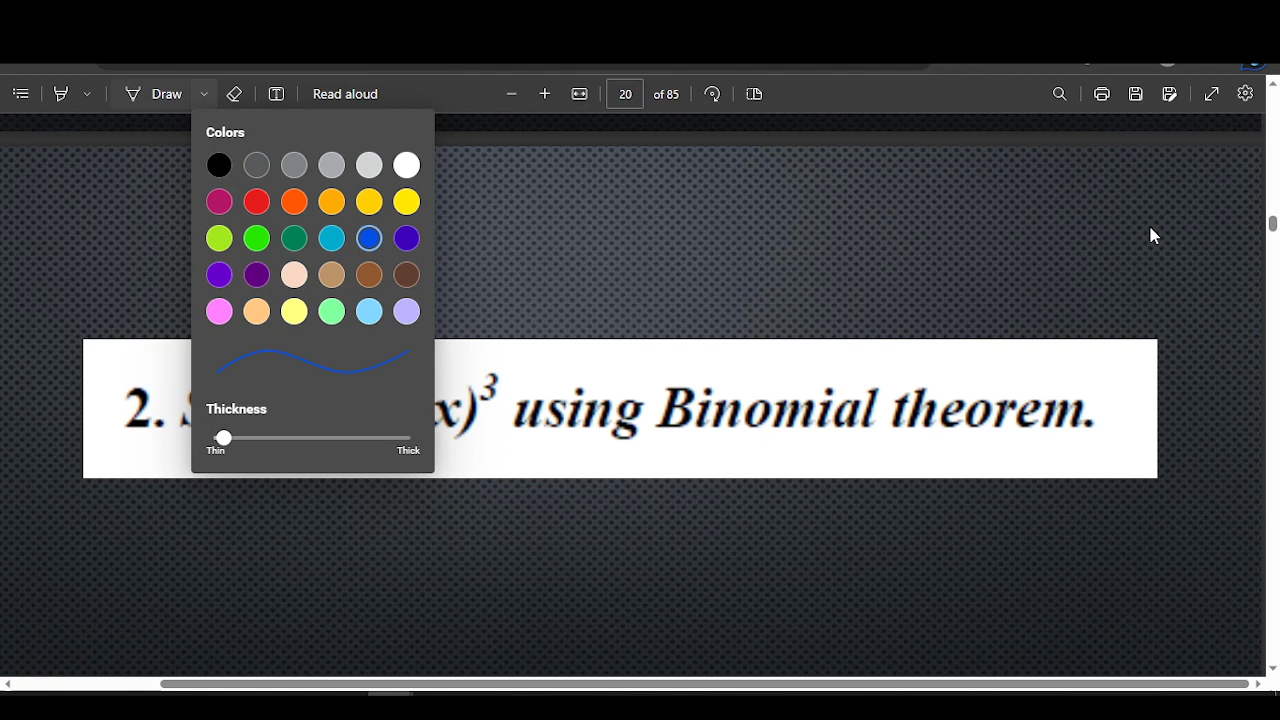 Draw Read aloud 20 of 85
Colors
2. x)³ using Binomial theorem.
Thickness
Thin Thick